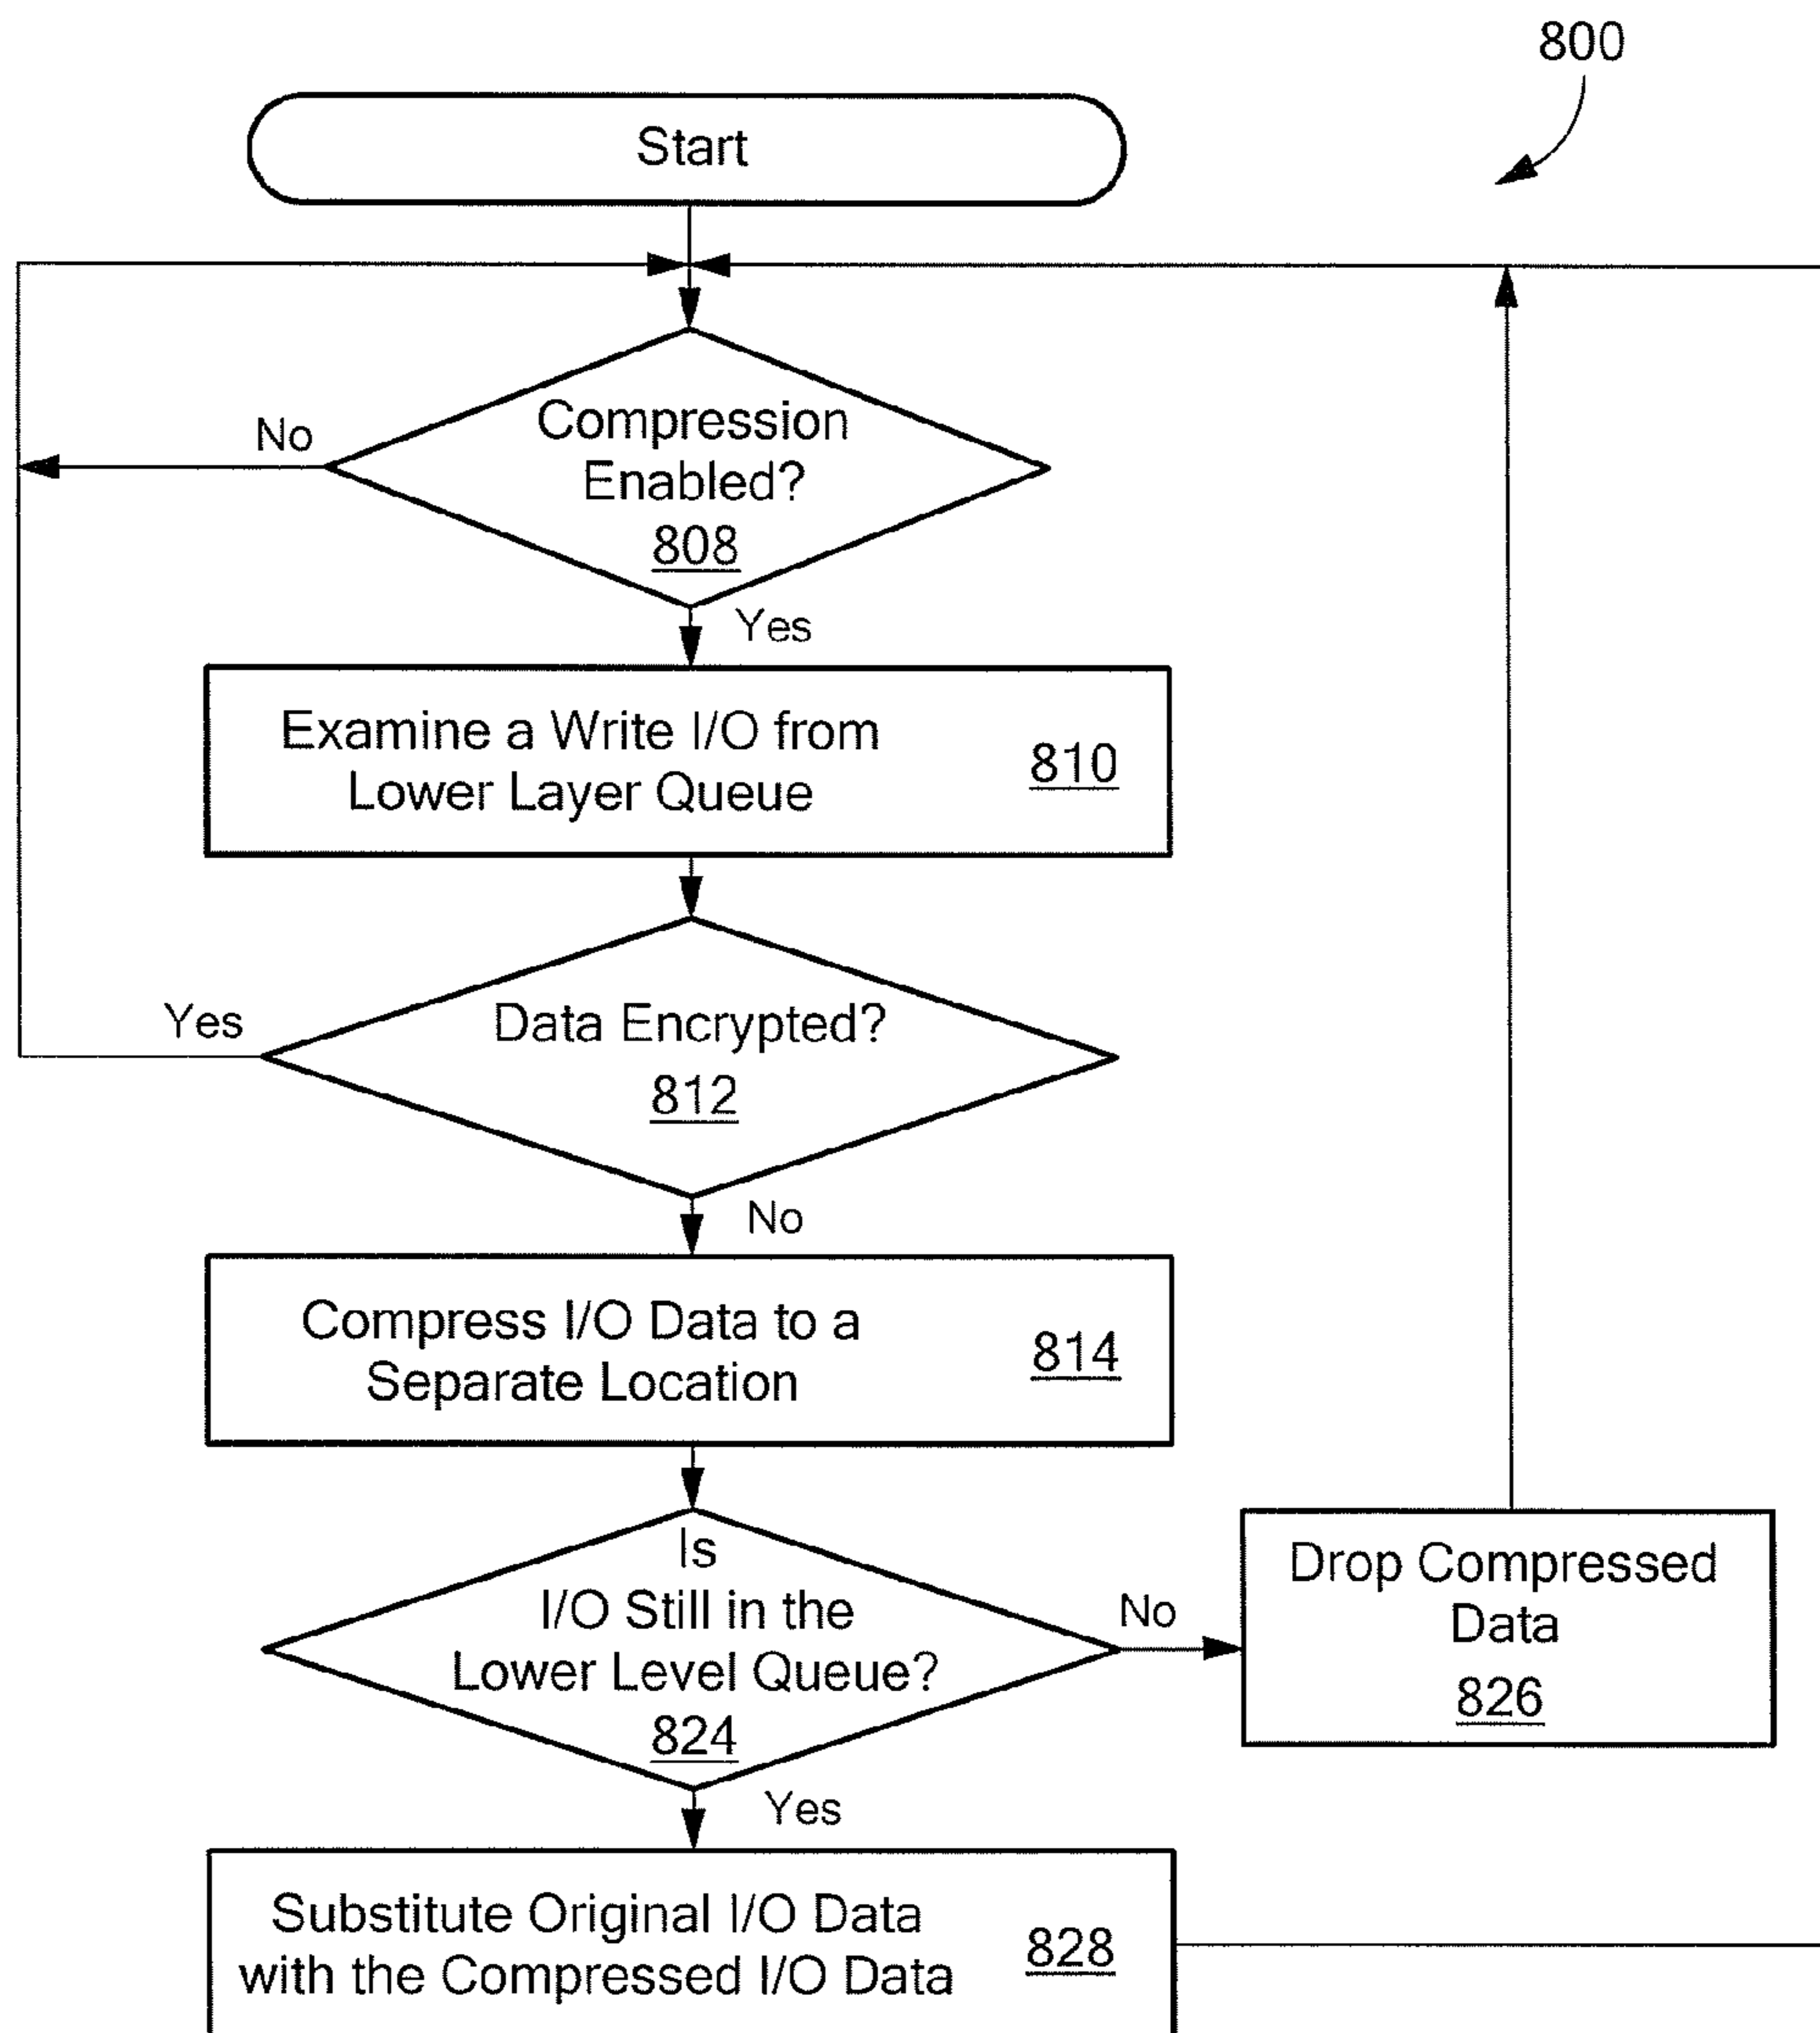 800
Start
Compression
Enabled?
808
No
Yes
Examine a Write I/O from
Lower Layer Queue
810
Data Encrypted?
812
Yes
No
Compress I/O Data to a
Separate Location
814
Is
I/O Still in the
Lower Level Queue?
824
No
Drop Compressed
Data
826
Yes
Substitute Original I/O Data
with the Compressed I/O Data
828